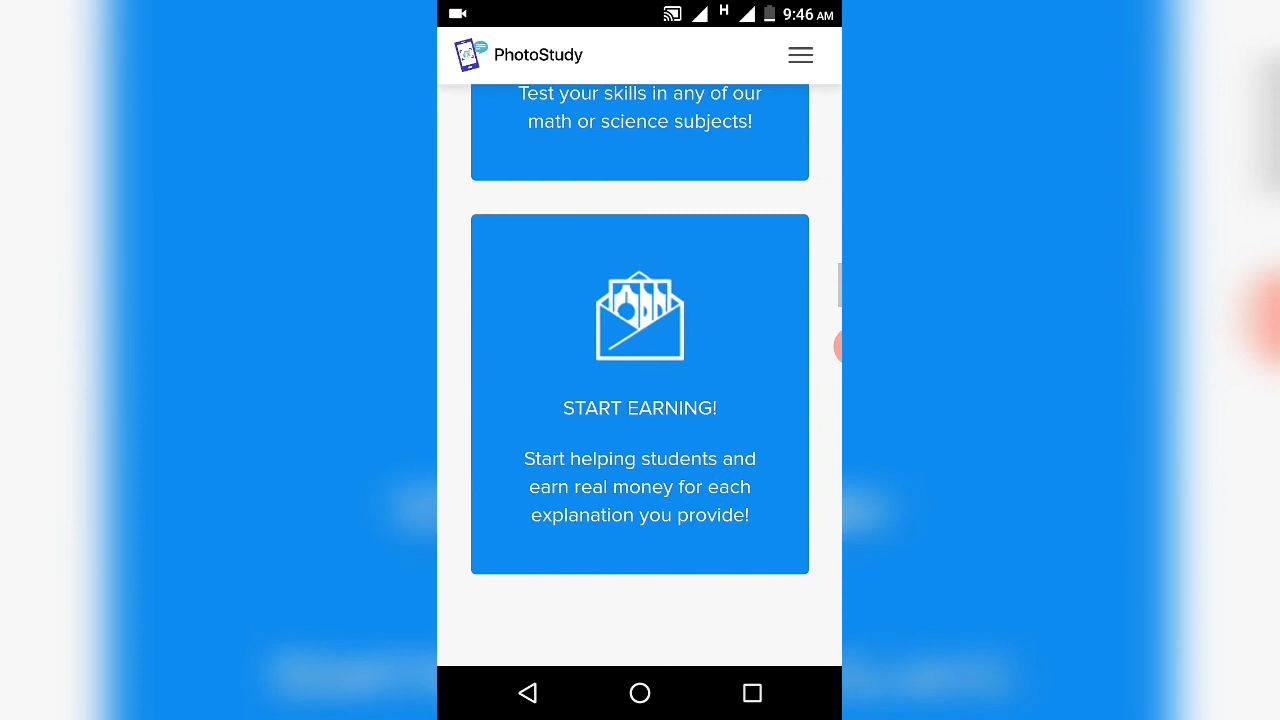 H 9:46 AM
PhotoStudy
Test your skills in any of our
math or science subjects!
START EARNING!
Start helping students and
earn real money for each
explanation you provide!